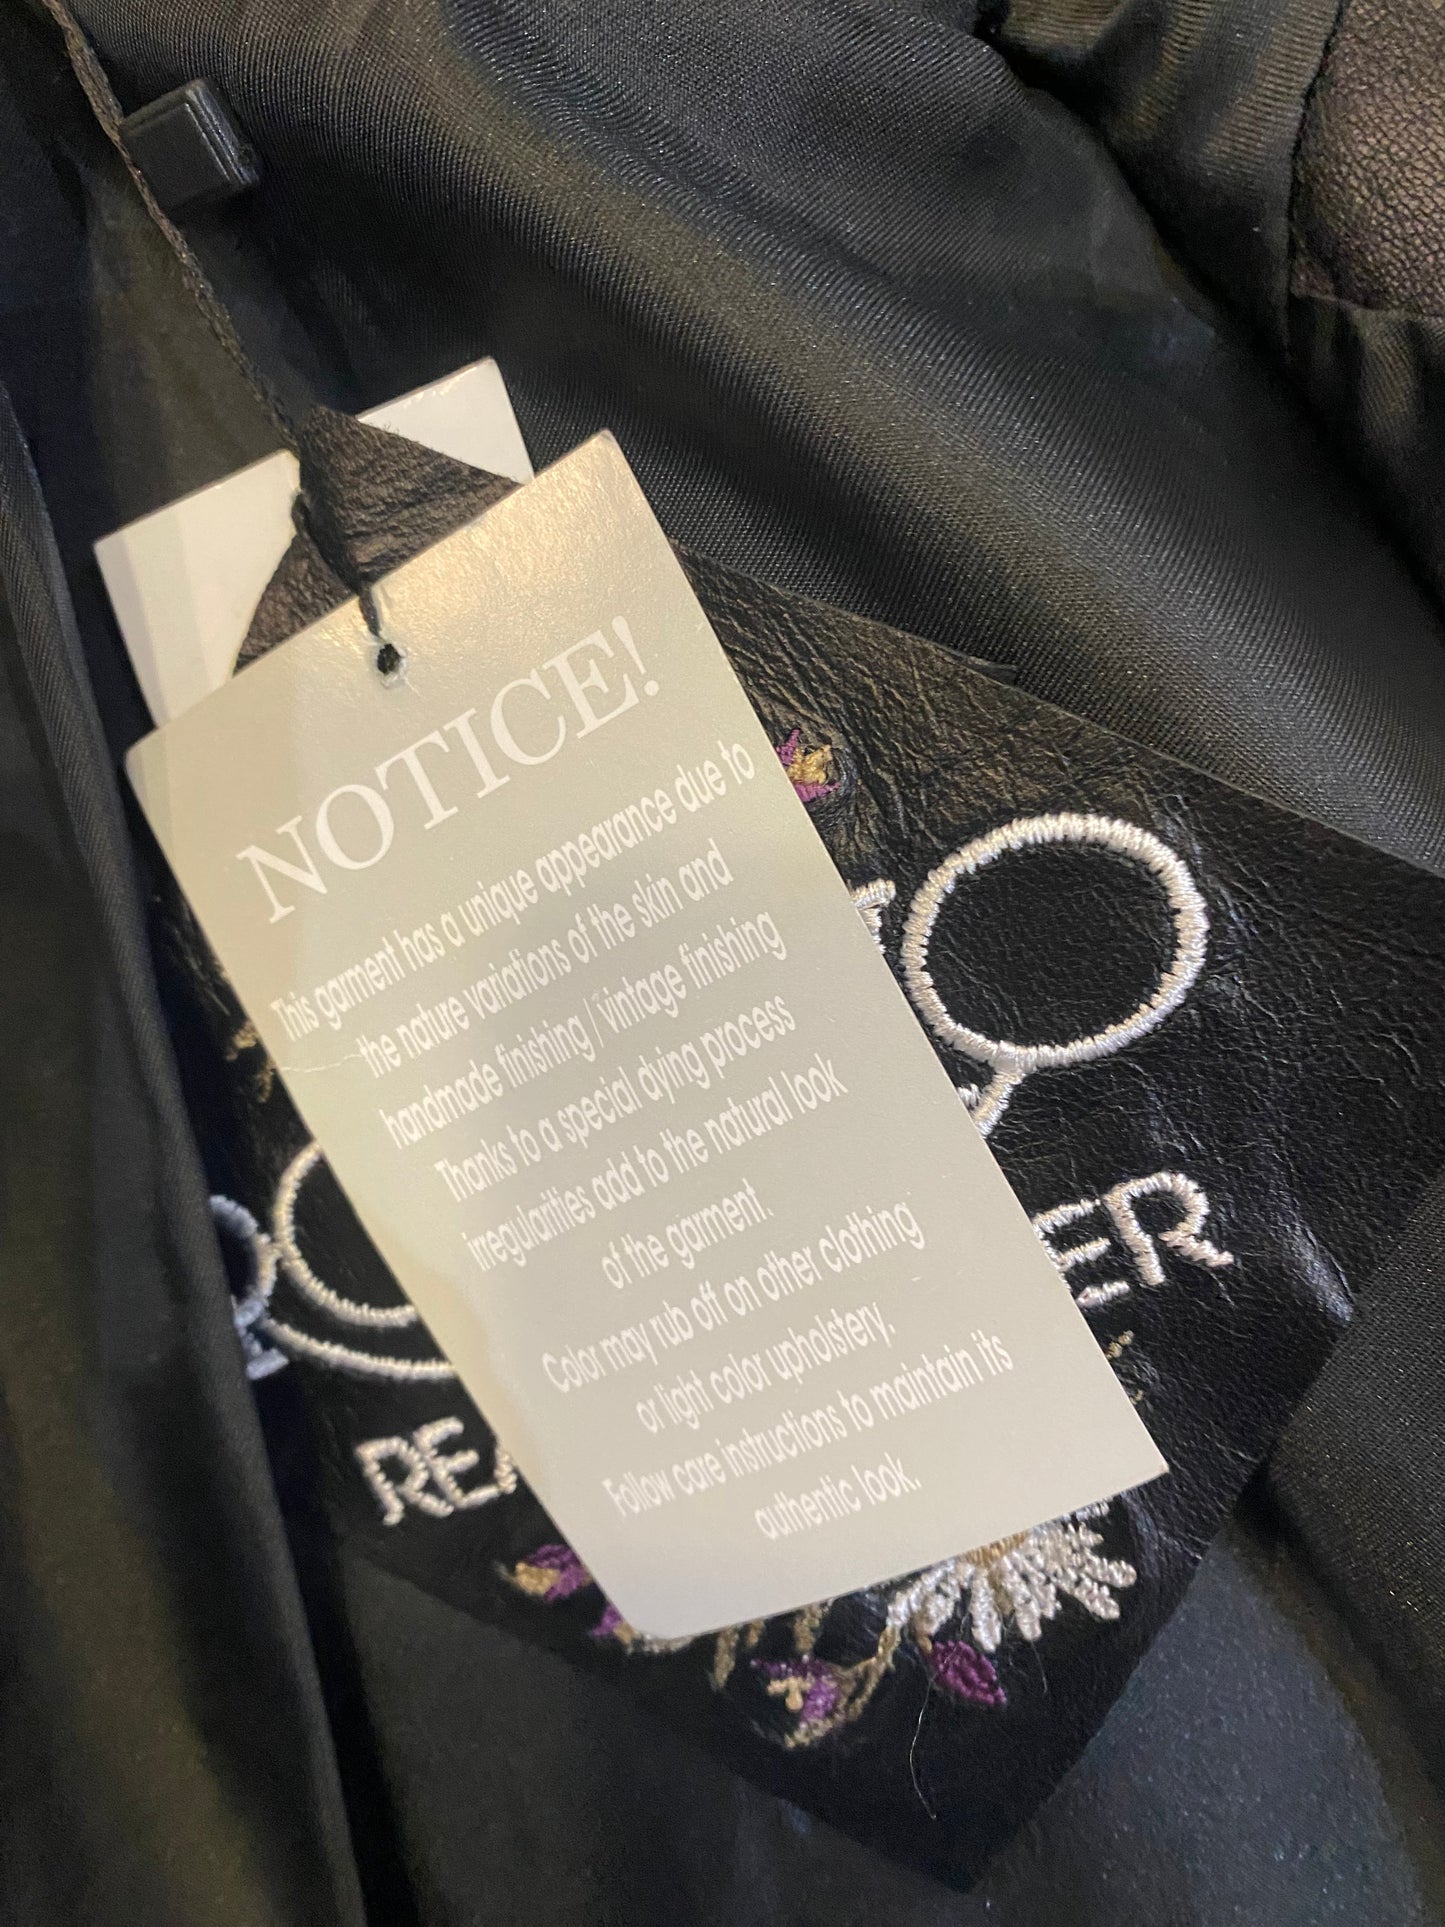 NOTICE!
This garment has a unique appearance due to
the nature variations of the skin and
handmade finishing / vintage finishing
Thanks to a special dying process
irregularities add to the natural look
of the garment.
Color may rub off on other clothing
or light color upholstery.
Follow care instructions to maintain its
authentic look.
REA
ER